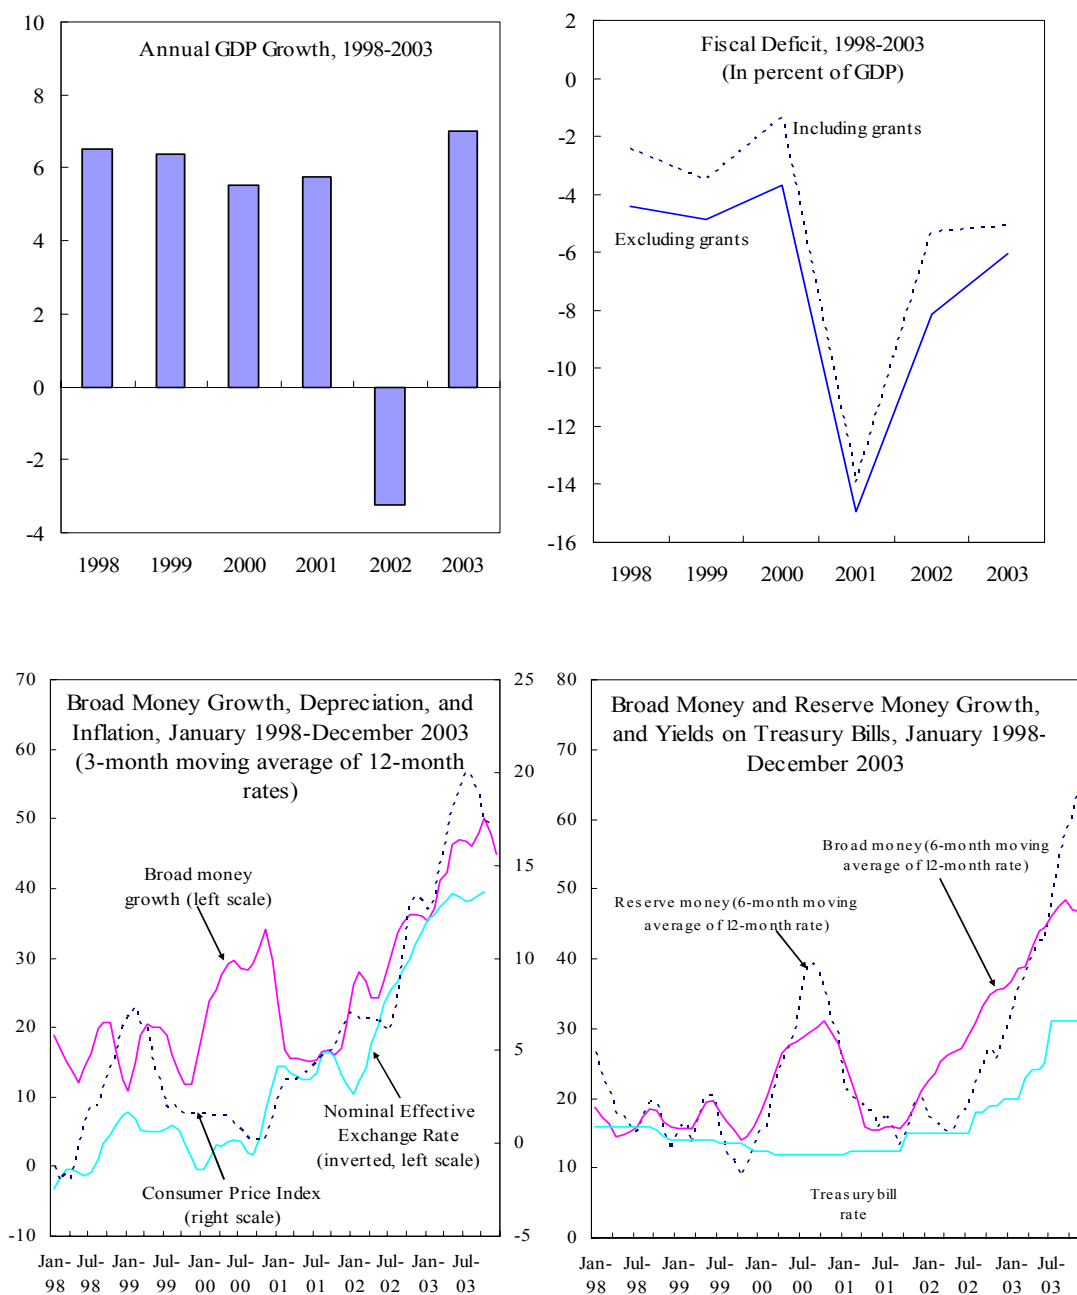 Annual GDP Growth, 1998-2003
10
8
6
4
2
0
-2
-4
1998 1999 2000 2001 2002 2003
Fiscal Deficit, 1998-2003
(In percent of GDP)
2
0
-2
-4
-6
-8
-10
-12
-14
-16
Including grants
Excluding grants
1998 1999 2000 2001 2002 2003
Broad Money Growth, Depreciation, and
Inflation, January 1998-December 2003
(3-month moving average of 12-month
rates)
70
60
50
40
30
20
10
0
-10
25
20
15
10
5
0
-5
Broad money
growth (left scale)
Nominal Effective
Exchange Rate
(inverted, left scale)
Consumer Price Index
(right scale)
Jan- Jul- Jan- Jul- Jan- Jul- Jan- Jul- Jan- Jul- Jan- Jul-
98 98 99 99 00 00 01 01 02 02 03 03
Broad Money and Reserve Money Growth,
and Yields on Treasury Bills, January 1998-
December 2003
80
70
60
50
40
30
20
10
0
Broad money (6-month moving
average of 12-month rate)
Reserve money (6-month moving
average of 12-month rate)
Treasury bill
rate
Jan- Jul- Jan- Jul- Jan- Jul- Jan- Jul- Jan- Jul- Jan- Jul-
98 98 99 99 00 00 01 01 02 02 03 03